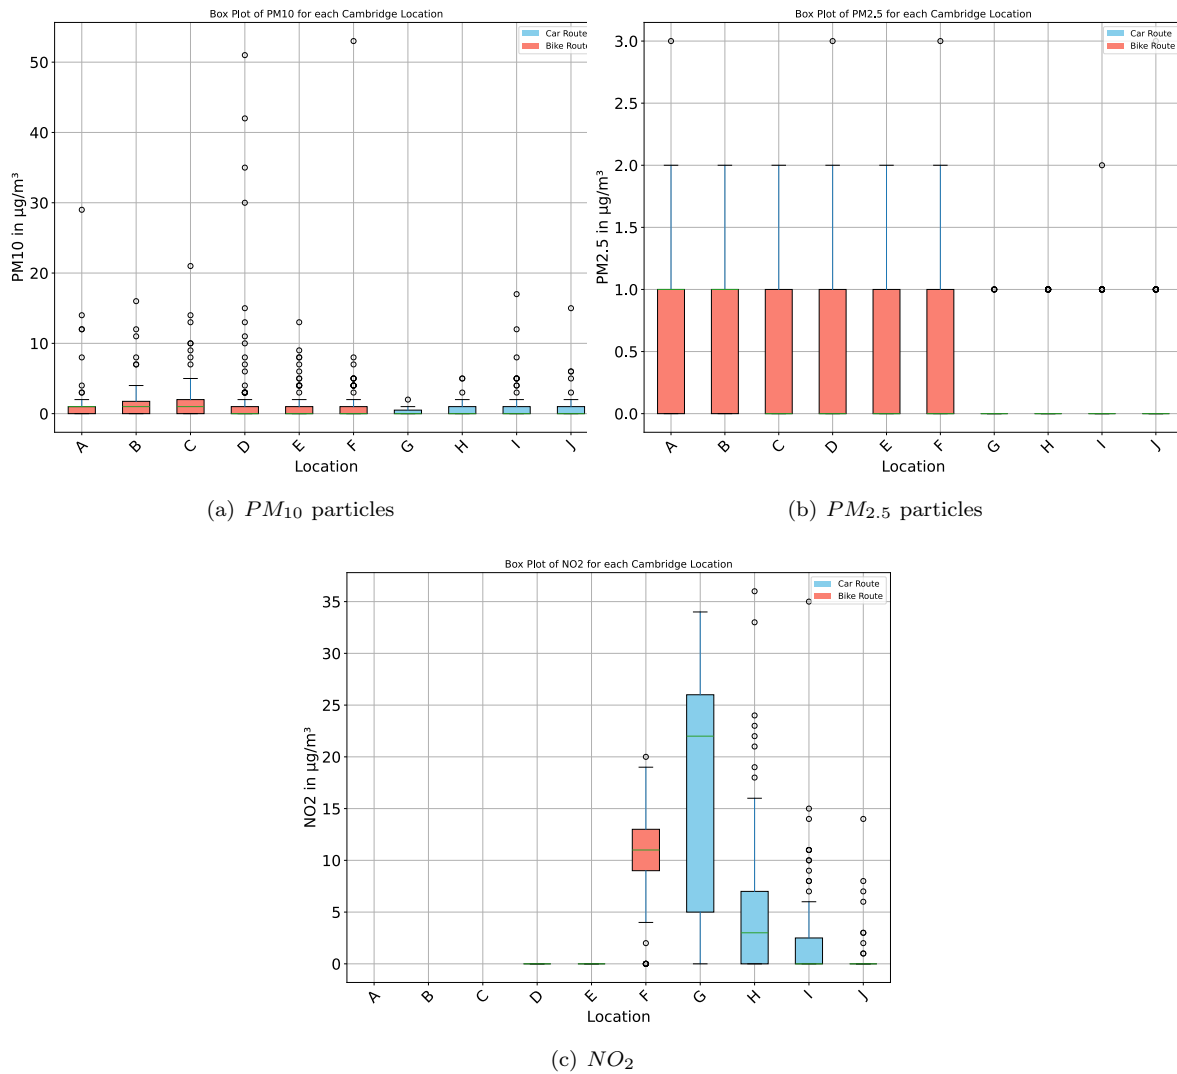 Box Plot of PM10 for each Cambridge Location
Car Route
Bike Route
50
40
30
20
10
0
PM10 in µg/m³
A B C D E F G H I J
Location
(a) PM10 particles
Box Plot of PM2.5 for each Cambridge Location
Car Route
Bike Route
3.0
2.5
2.0
1.5
1.0
0.5
0.0
PM2.5 in µg/m³
A B C D E F G H I J
Location
(b) PM2.5 particles
Box Plot of NO2 for each Cambridge Location
Car Route
Bike Route
35
30
25
20
15
10
5
0
NO2 in µg/m³
A B C D E F G H I J
Location
(c) NO2